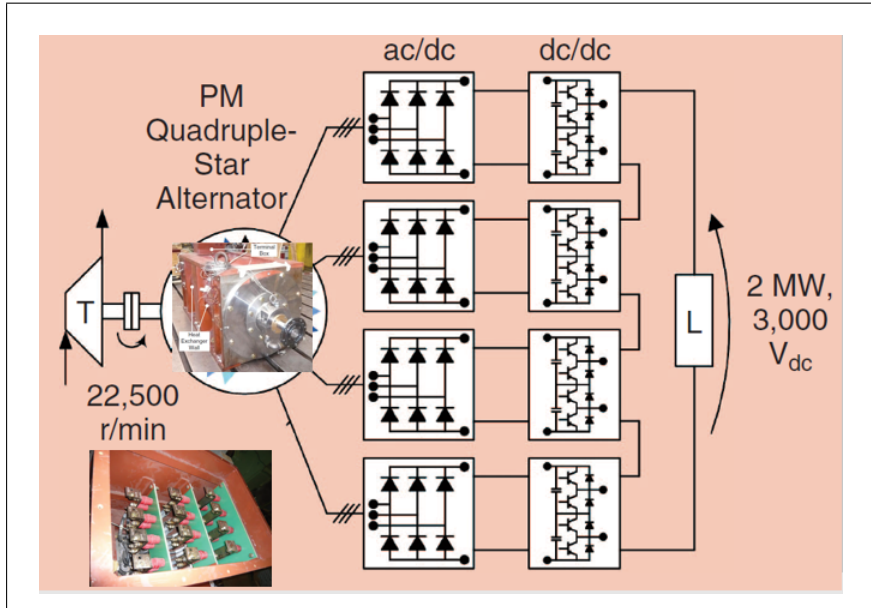 ac/dc
dc/dc
PM
Quadruple-
Star
Alternator
Terminal
Box
T
Heat
Exchanger
Wall
22,500
r/min
L
2 MW,
3,000
Vdc